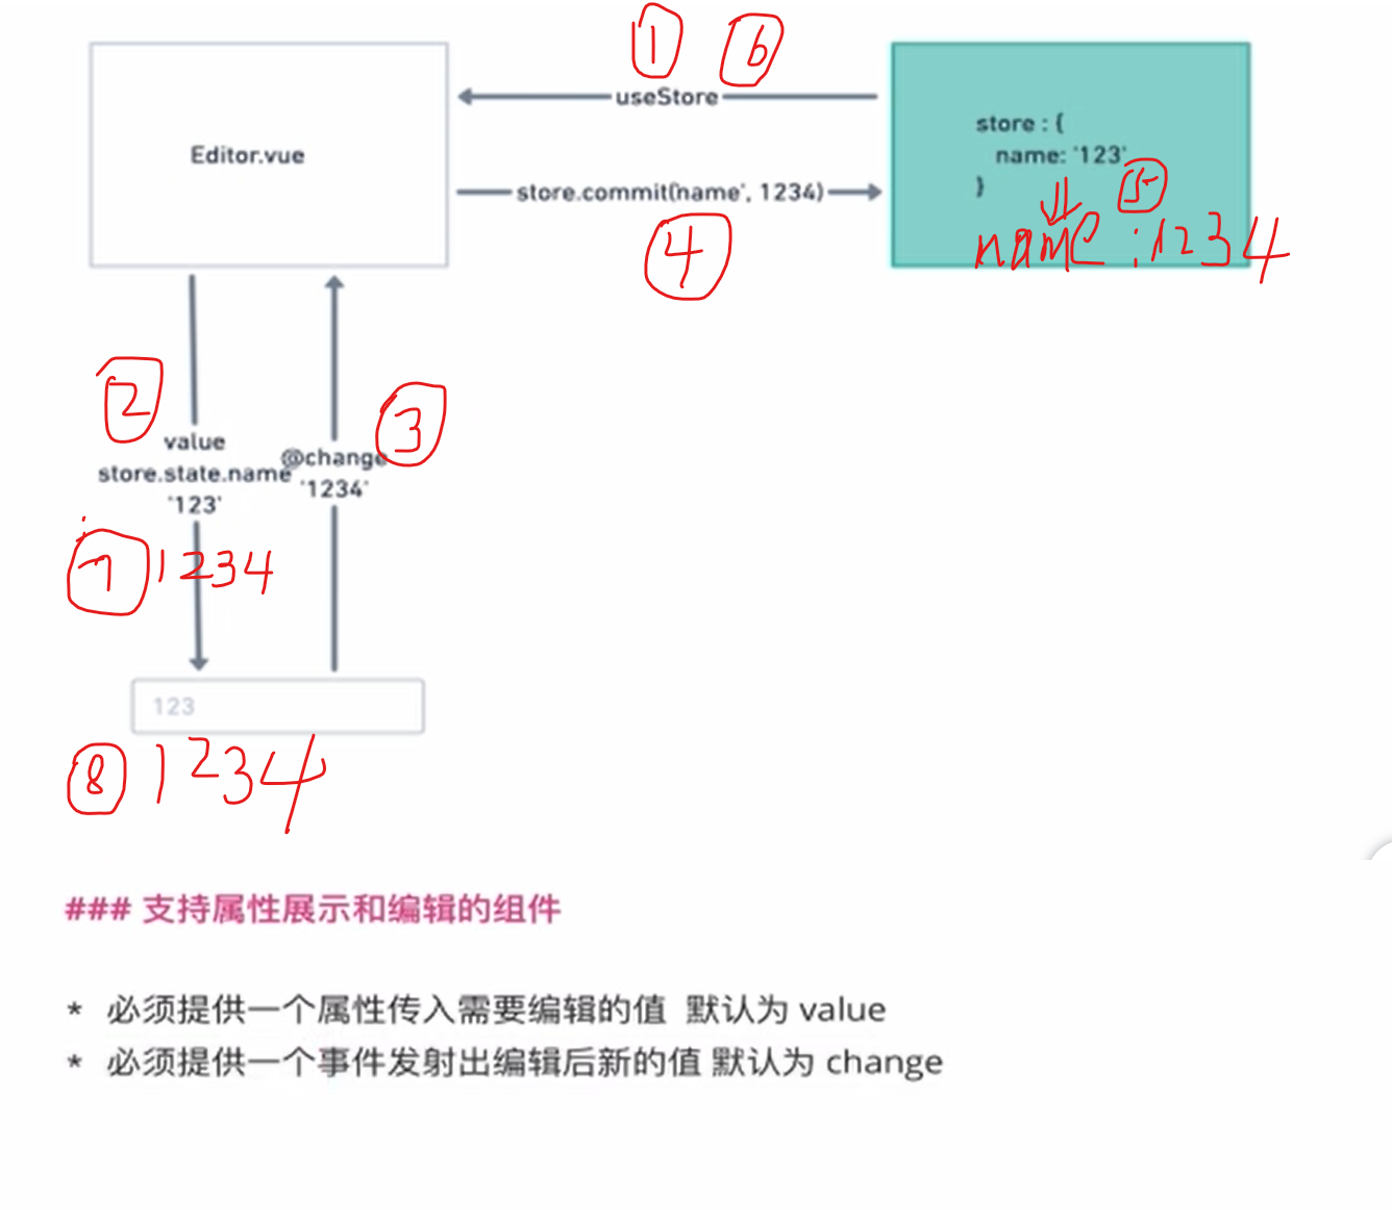 ① ⑥
useStore
Editor.vue
store : {
name: '123'
}
⑤
name : 1234
store.commit(name', 1234)
④
②
③
value
store.state.name
'123'
@change
'1234'
⑦ 1234
123
⑧ 1234
### 支持属性展示和编辑的组件
* 必须提供一个属性传入需要编辑的值 默认为 value
* 必须提供一个事件发射出编辑后新的值 默认为 change